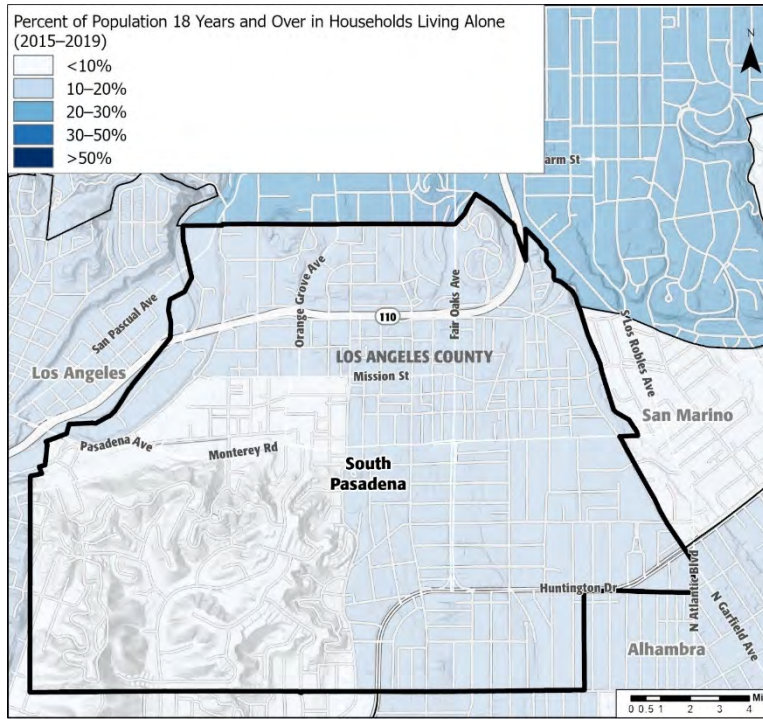 Percent of Population 18 Years and Over in Households Living Alone
(2015–2019)
<10%
10–20%
20–30%
30–50%
>50%
N
arm St
Orange Grove Ave
Fair Oaks Ave
San Pascual Ave
110
S Los Robles Ave
LOS ANGELES COUNTY
Los Angeles
Mission St
San Marino
Pasadena Ave
Monterey Rd
South
Pasadena
Huntington Dr
N Atlantic Blvd
N Garfield Ave
Alhambra
Mi
0 0.5 1 2 3 4